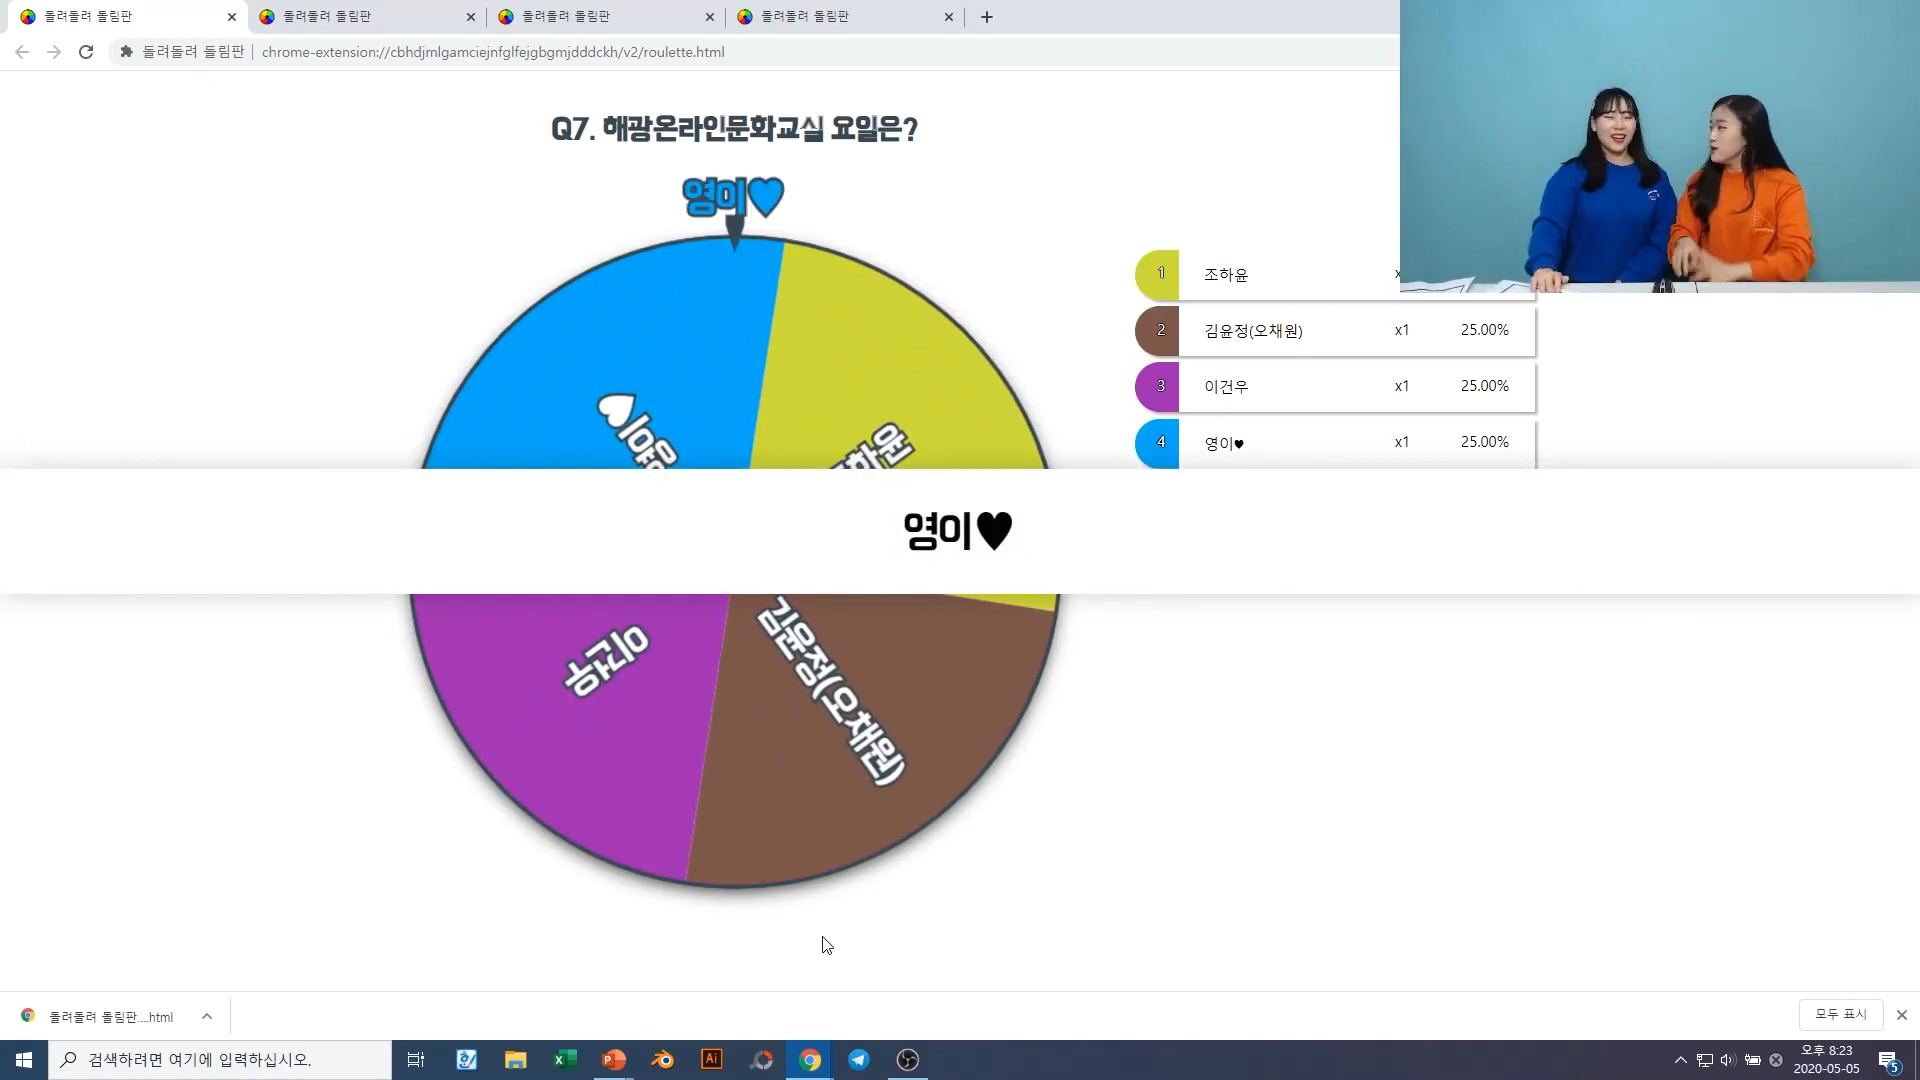 돌려돌려 돌림판
돌려돌려 돌림판
돌려돌려 돌림판
돌려돌려 돌림판
돌려돌려 돌림판 chrome-extension://cbhdjmlgamciejnfglfejgbgmjdddckh/v2/roulette.html
Q7. 해광온라인문화교실 요일은?
영이♥
1 조하윤
2 김윤정(오채원) x1 25.00%
3 이건우 x1 25.00%
4 영이♥ x1 25.00%
영이♥
영이♥
이건우
김윤정(오채원)
돌려돌려 돌림판....html
모두 표시
검색하려면 여기에 입력하십시오.
Ai
오후 8:23
2020-05-05
5